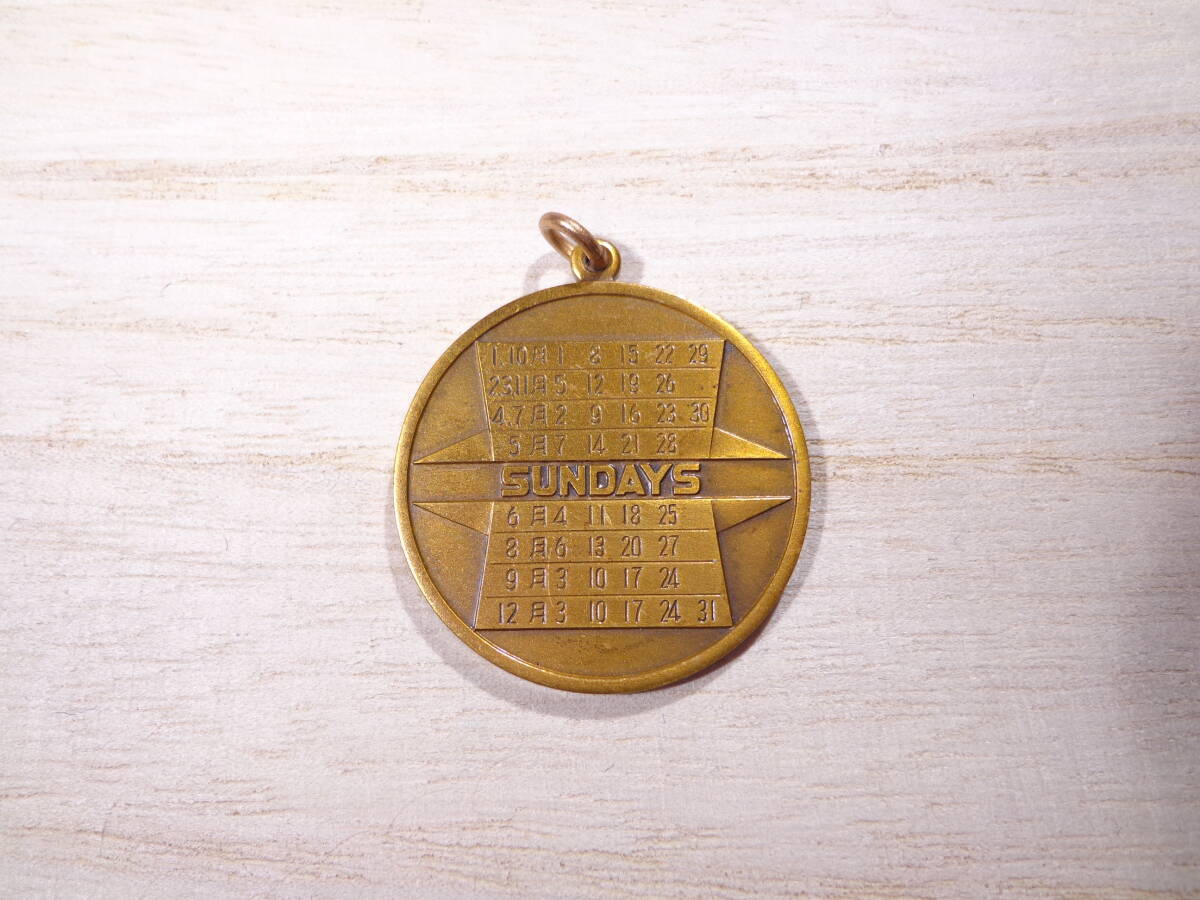 1.10月 1 8 15 22 29
2.3.11月 5 12 19 26
4.7月 2 9 16 23 30
5月 7 14 21 28
SUNDAYS
6月 4 11 18 25
8月 6 13 20 27
9月 3 10 17 24
12月 3 10 17 24 31